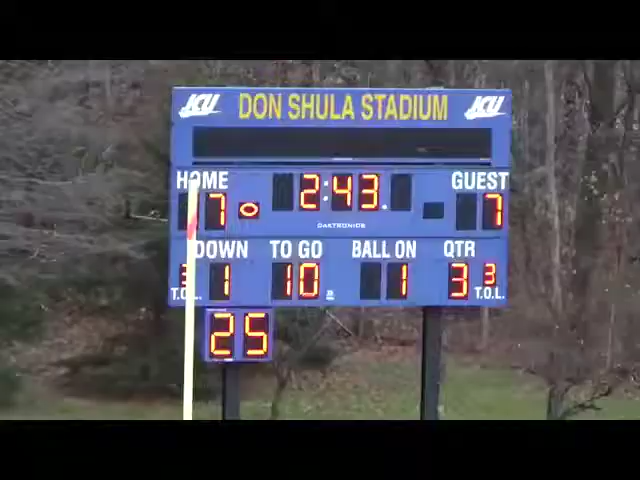 JCU DON SHULA STADIUM JCU
HOME 2:43 GUEST
7 7
DAKTRONICS
DOWN TO GO BALL ON QTR
3 1 10 1 3 3
T.O.L. T.O.L.
25